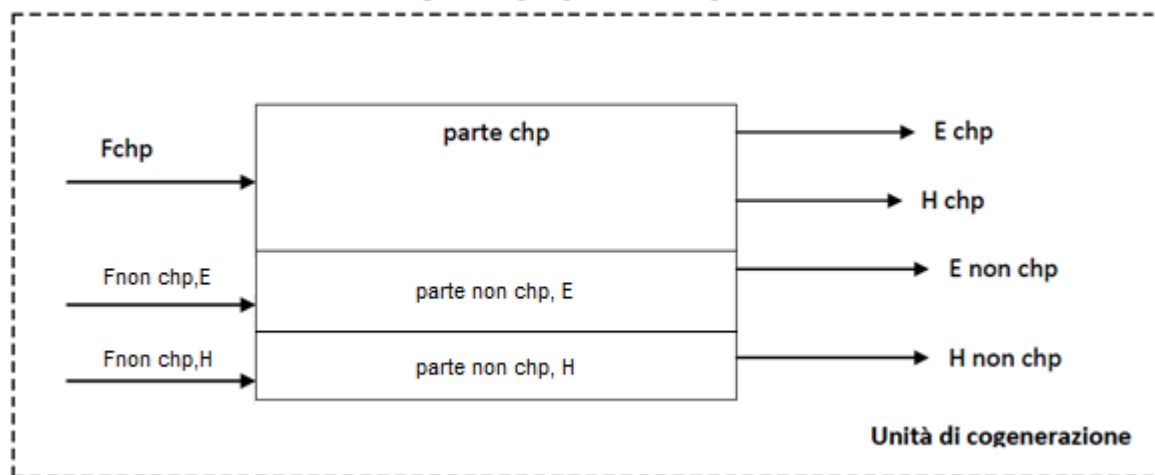 parte chp
E chp
Fchp
H chp
Fnon chp,E
parte non chp, E
E non chp
Fnon chp,H
parte non chp, H
H non chp
Unità di cogenerazione